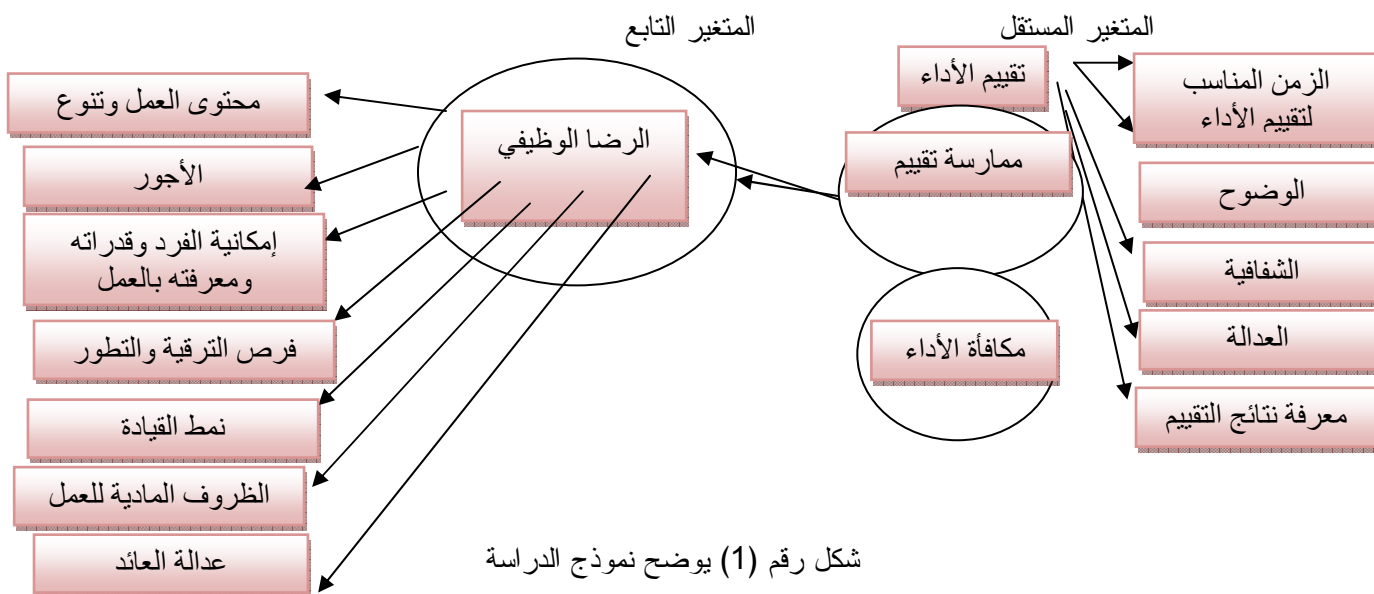 المتغير المستقل
المتغير التابع
تقييم الأداء
الزمن المناسب
لتقييم الأداء
ممارسة تقييم
الوضوح
الشفافية
العدالة
معرفة نتائج التقييم
مكافأة الأداء
الرضا الوظيفي
محتوى العمل وتنوع
الأجور
إمكانية الفرد وقدراته
ومعرفته بالعمل
فرص الترقية والتطور
نمط القيادة
الظروف المادية للعمل
عدالة العائد
شكل رقم (1) يوضح نموذج الدراسة